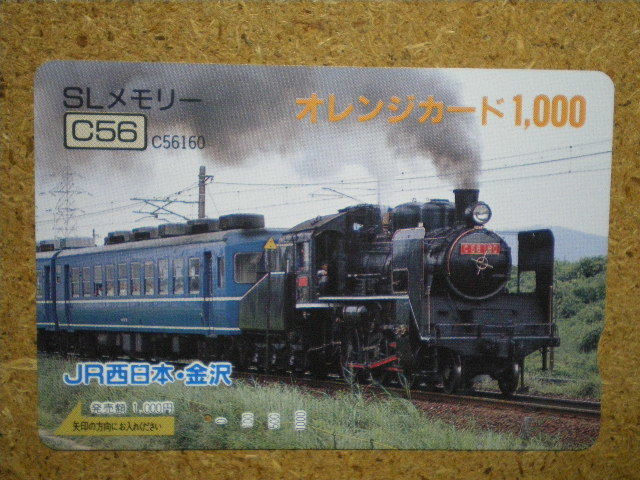 SLメモリー
オレンジカード1,000
C56
C56160
JR西日本・金沢
発売額 1,000円
矢印の方向にお入れください